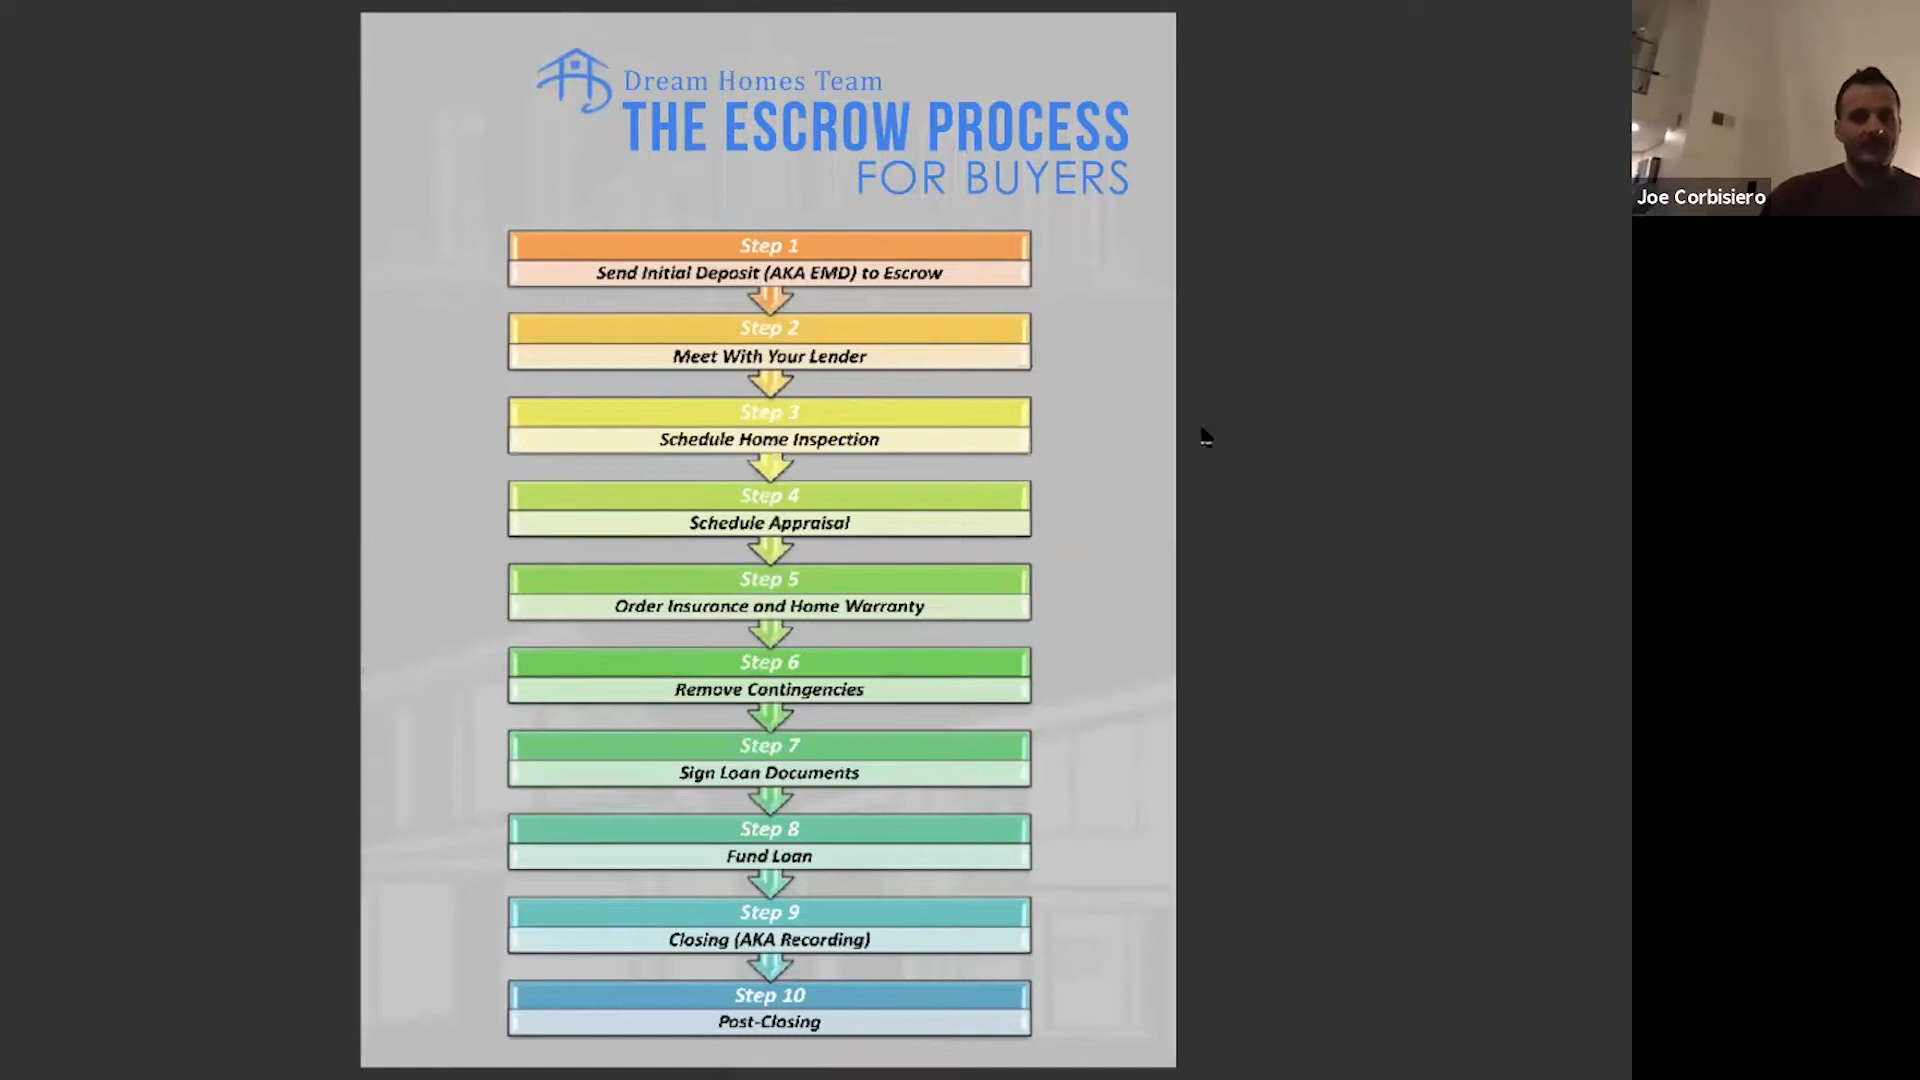 Dream Homes Team
THE ESCROW PROCESS
FOR BUYERS
Step 1
Send Initial Deposit (AKA EMD) to Escrow
Step 2
Meet With Your Lender
Step 3
Schedule Home Inspection
Step 4
Schedule Appraisal
Step 5
Order Insurance and Home Warranty
Step 6
Remove Contingencies
Step 7
Sign Loan Documents
Step 8
Fund Loan
Step 9
Closing (AKA Recording)
Step 10
Post-Closing
Joe Corbisiero